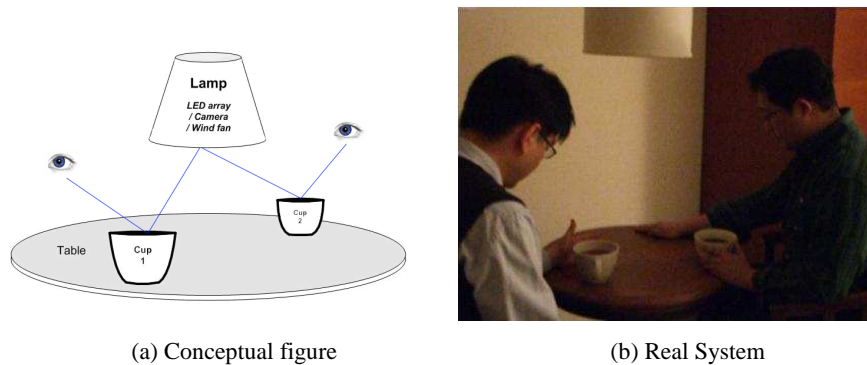 Lamp
LED array
/ Camera
/ Wind fan
Cup
2
Table
Cup
1
(a) Conceptual figure
(b) Real System